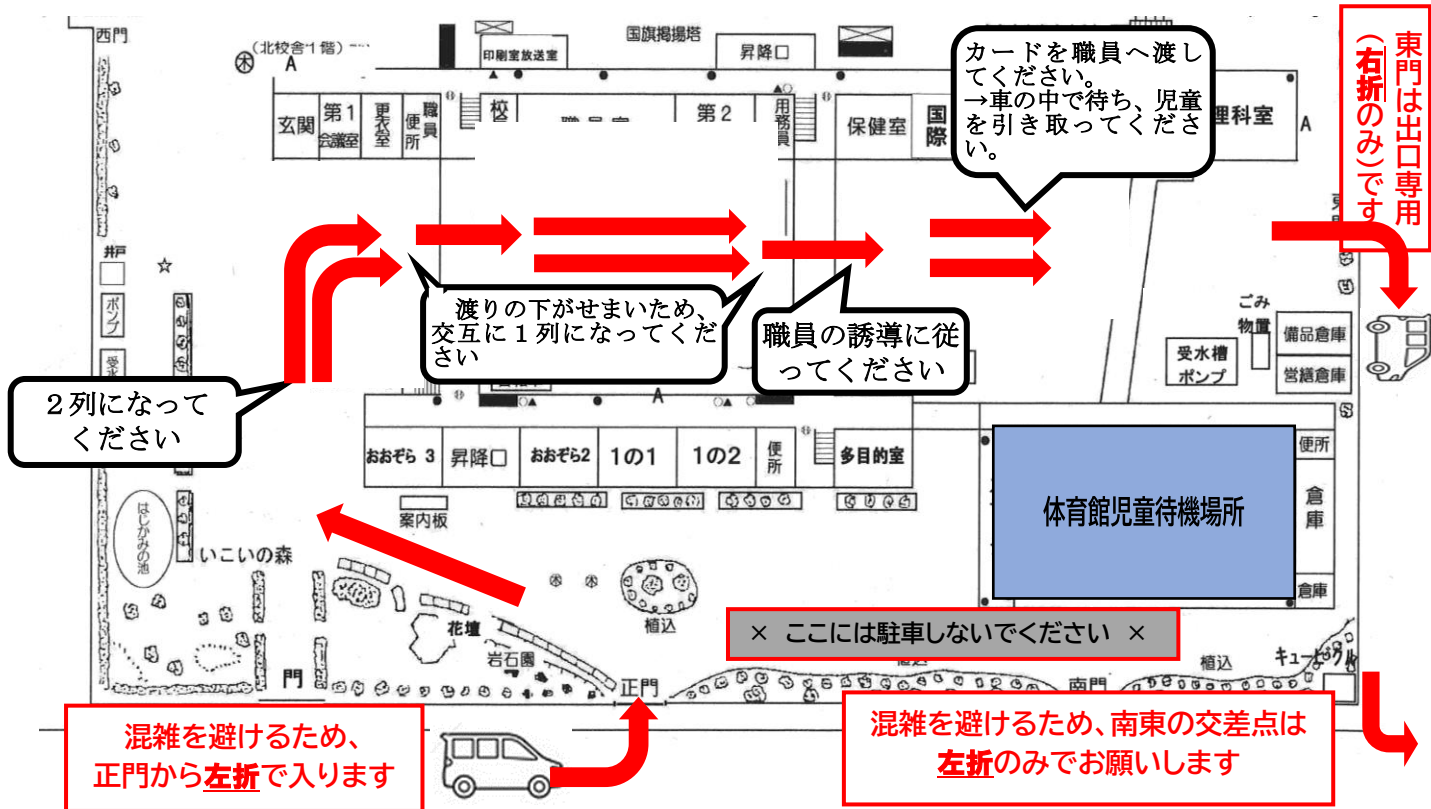 西門
(北校舎1階)
A
印刷室放送室
国旗掲揚塔
昇降口
カードを職員へ渡し
てください。
→車の中で待ち、児童
を引き取ってくださ
い。
東門は出口専用
(右折のみ)です
玄関
第1
会議室
更衣室
職員
便所
校
第2
用務員
保健室
国
際
理科室
A
井戸
☆
ポンプ
受水
渡りの下がせまいため、
交互に1列になってくだ
さい
職員の誘導に従
ってください
ごみ
物置
備品倉庫
営繕倉庫
受水槽
ポンプ
2列になって
ください
A
おおぞら 3
昇降口
おおぞら2
1の1
1の2
便所
多目的室
案内板
体育館児童待機場所
便所
倉庫
倉庫
はじがみの池
いこいの森
花壇
岩石園
植込
× ここには駐車しないでください ×
植込
植込
キュービクル
門
正門
南門
混雑を避けるため、
正門から左折で入ります
混雑を避けるため、南東の交差点は
左折のみでお願いします